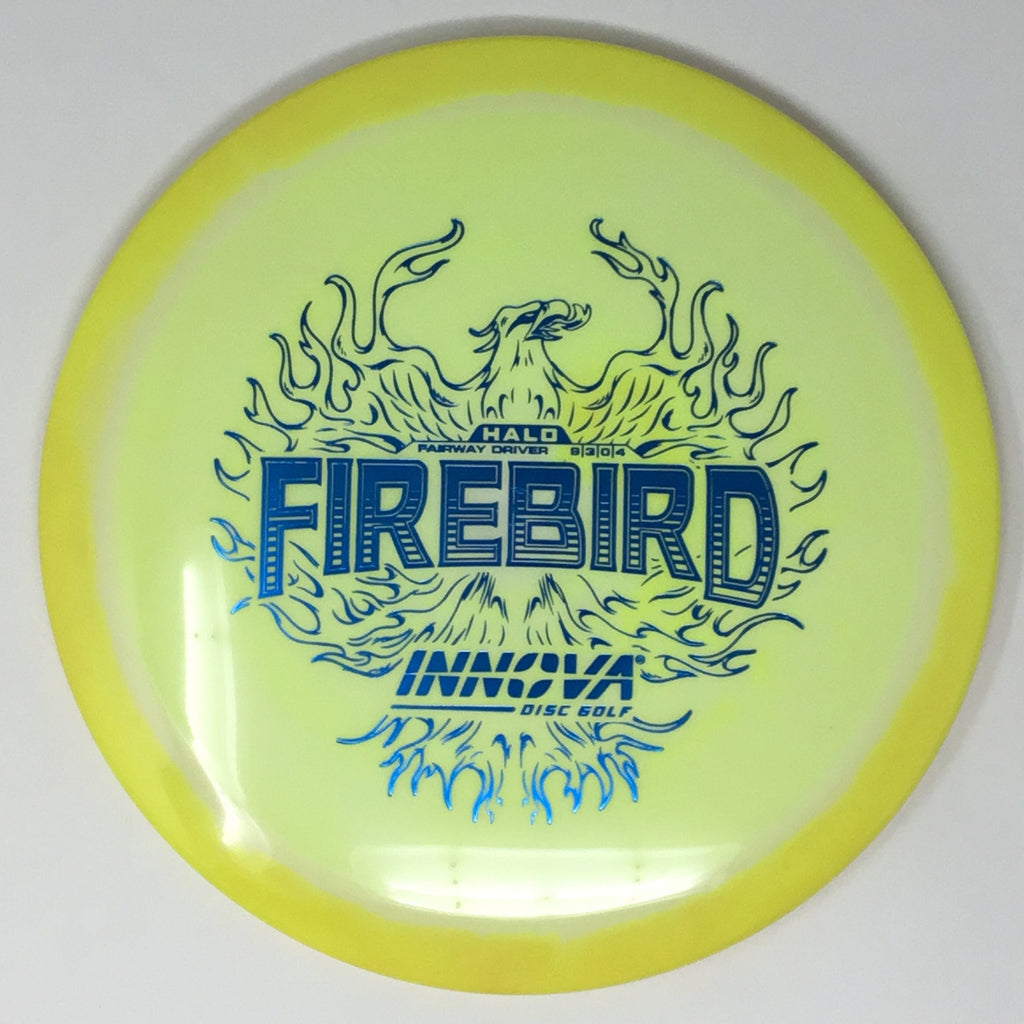 HALO
FAIRWAY DRIVER 9|3|0|4
FIREBIRD
INNOVA®
DISC GOLF